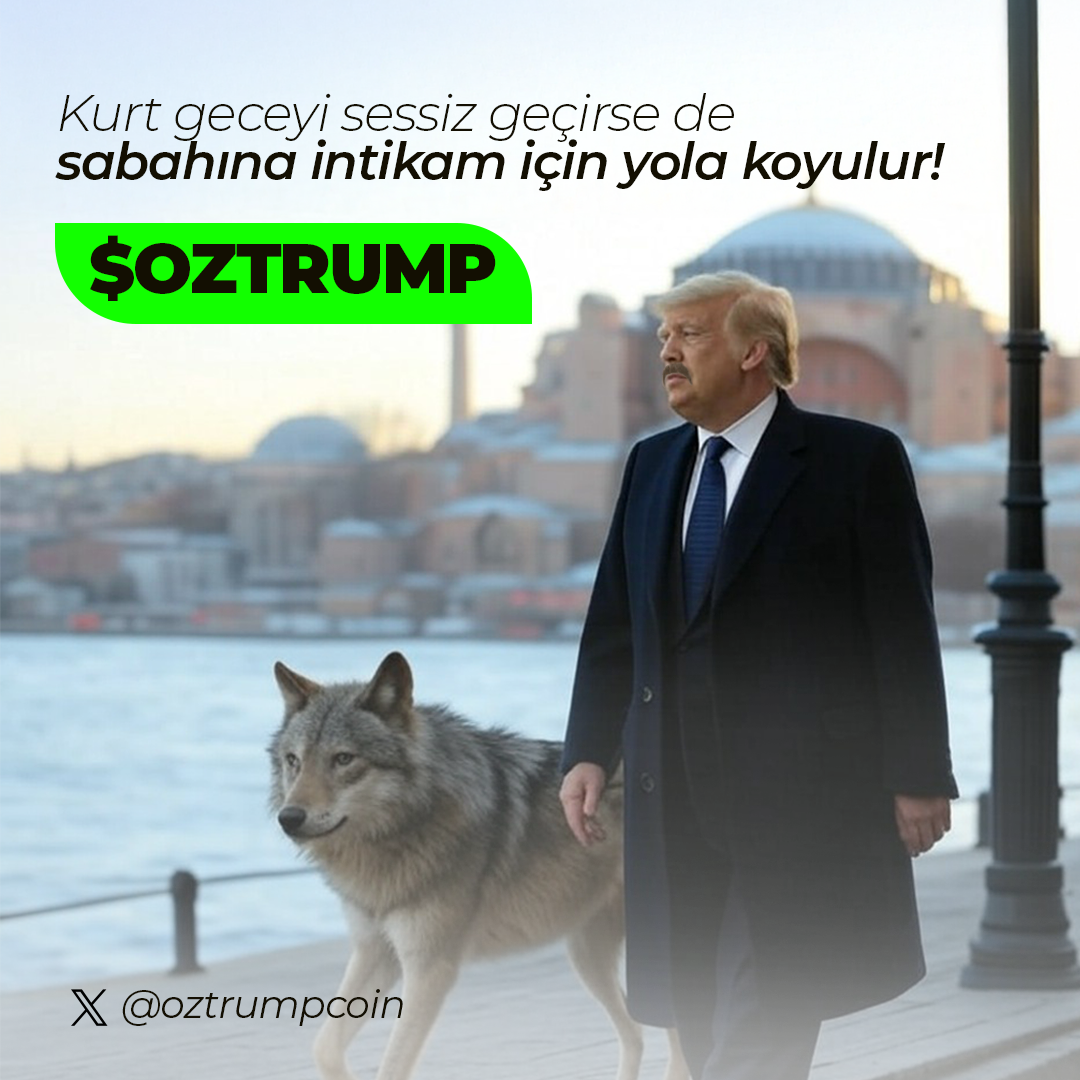 Kurt geceyi sessiz geçirse de
sabahına intikam için yola koyulur!
$OZTRUMP
X @oztrumpcoin